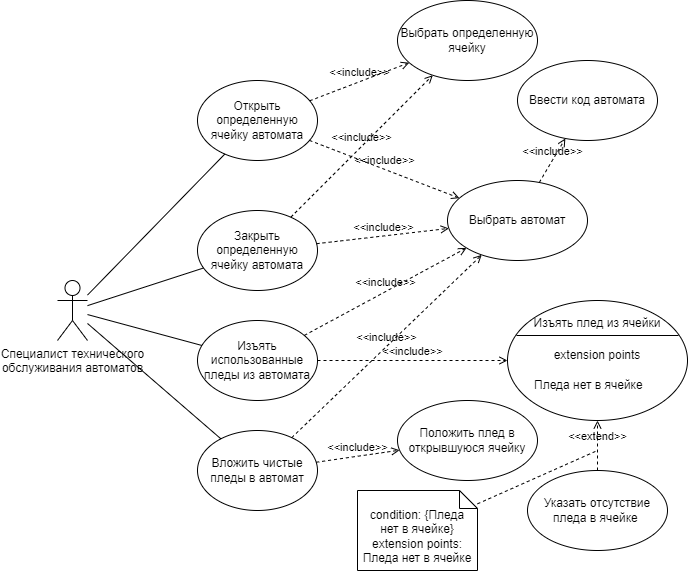 Выбрать определенную
ячейку
<<include>>
Ввести код автомата
Открыть
определенную
ячейку автомата
<<include>>
<<include>>
<<include>>
Выбрать автомат
<<include>>
Закрыть
определенную
ячейку автомата
<<include>>
Изъять плед из ячейки
extension points
Пледа нет в ячейке
<<include>>
<<include>>
Изъять
использованные
пледы из автомата
Специалист технического
обслуживания автоматов
Положить плед в
открывшуюся ячейку
<<extend>>
<<include>>
Вложить чистые
пледы в автомат
Указать отсутствие
пледа в ячейке
condition: {Пледа
нет в ячейке}
extension points:
Пледа нет в ячейке